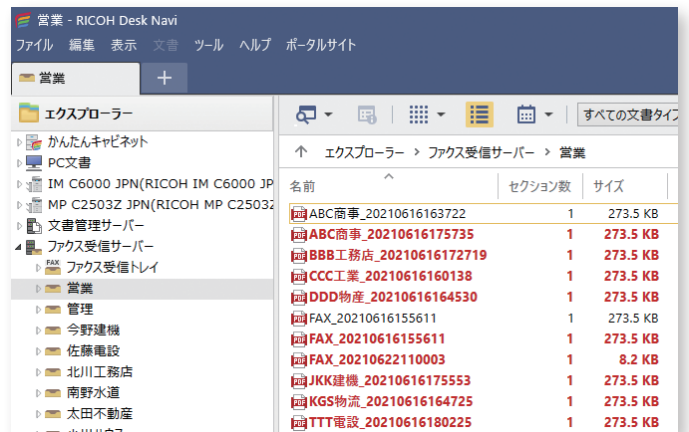 営業 - RICOH Desk Navi
ファイル 編集 表示 文書 ツール ヘルプ ポータルサイト
営業
エクスプローラー
すべての文書タイプ
かんたんキャビネット
PC文書
IM C6000 JPN(RICOH IM C6000 JP
MP C2503Z JPN(RICOH MP C2503Z
文書管理サーバー
ファクス受信サーバー
FAX ファクス受信トレイ
営業
管理
今野建機
佐藤電設
北川工務店
南野水道
太田不動産
エクスプローラー > ファクス受信サーバー > 営業
名前 セクション数 サイズ
ABC商事_20210616163722 1 273.5 KB
ABC商事_20210616175735 1 273.5 KB
BBB工務店_20210616172719 1 273.5 KB
CCC工業_20210616160138 1 273.5 KB
DDD物産_20210616164530 1 273.5 KB
FAX_20210616155611 1 273.5 KB
FAX_20210616155611 1 273.5 KB
FAX_20210622110003 1 8.2 KB
JKK建機_20210616175553 1 273.5 KB
KGS物流_20210616164725 1 273.5 KB
TTT電設_20210616180225 1 273.5 KB